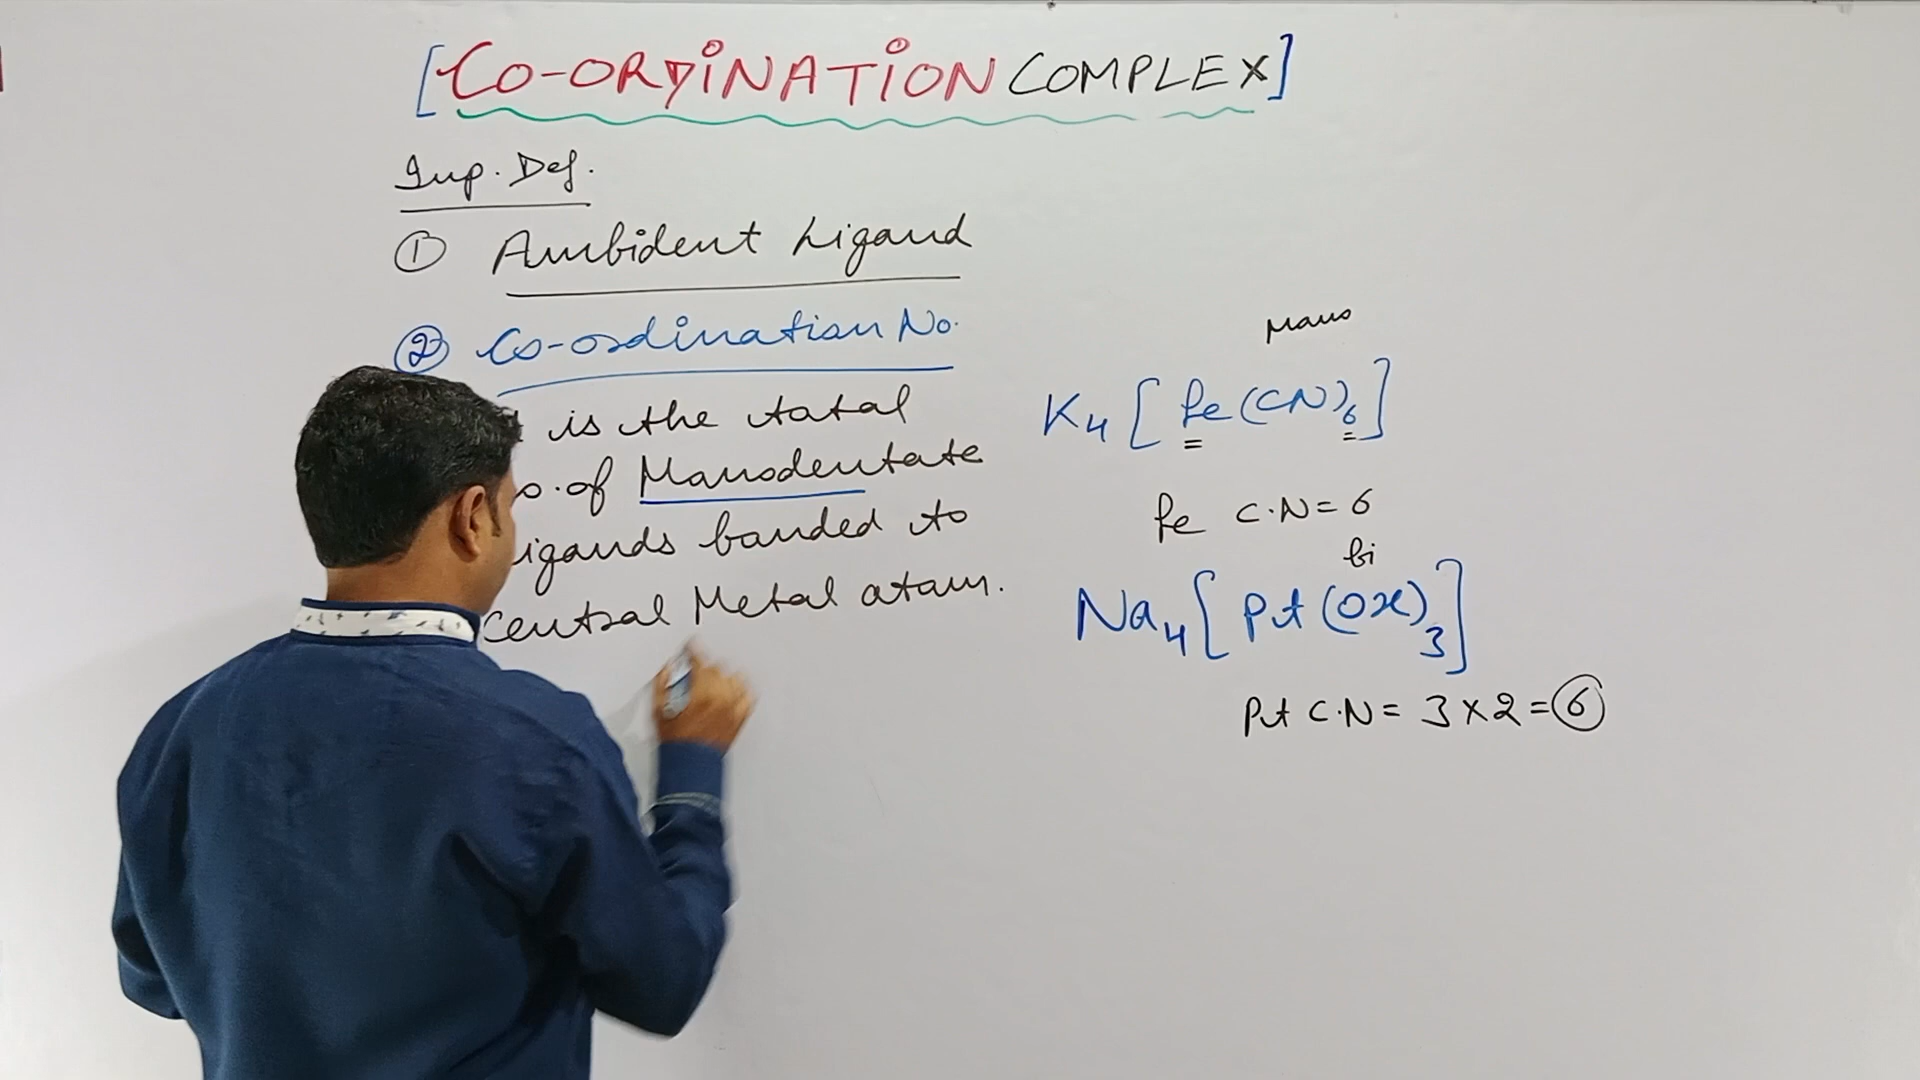 [CO-ORDINATION COMPLEX]
Imp. Def.
① Ambident Ligand
② Co-ordination No.
is the total
o. of Monodentate
igands bonded to
central Metal atom.
Mono
K4 [Fe(CN)6]
Fe C.N = 6
bi
Na4 [Pt(Ox)3]
Pt C.N = 3 x 2 = 6